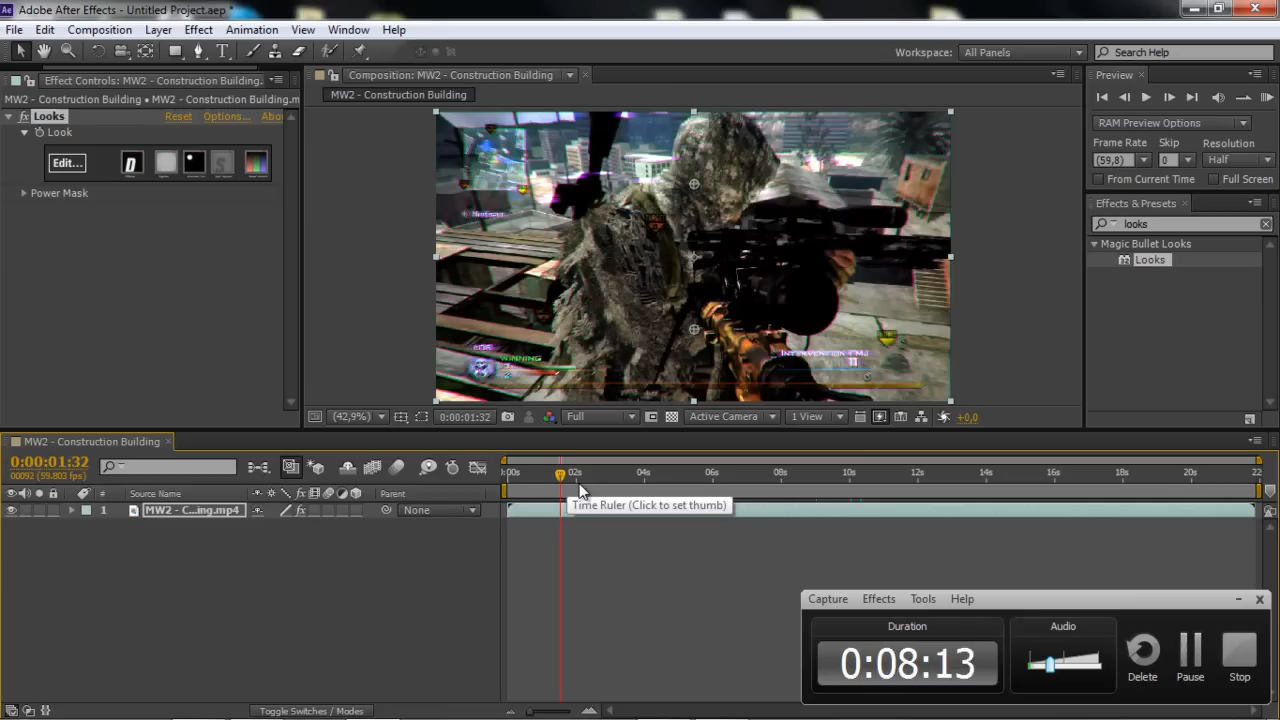 Adobe After Effects - Untitled Project.aep *
File Edit Composition Layer Effect Animation View Window Help
Workspace: All Panels
Search Help
Effect Controls: MW2 - Construction Building.
MW2 - Construction Building • MW2 - Construction Building.m
fx Looks Reset Options... Abo
Look
Edit...
Power Mask
Composition: MW2 - Construction Building
MW2 - Construction Building
WINNING
(42,9%) 0:00:01:32 Full Active Camera 1 View +0,0
Preview
RAM Preview Options
Frame Rate Skip Resolution
(59,8) 0 Half
From Current Time Full Screen
Effects & Presets
looks
Magic Bullet Looks
Looks
MW2 - Construction Building
0:00:01:32
00092 (59.803 fps)
):00s 02s 04s 06s 08s 10s 12s 14s 16s 18s 20s 22
# Source Name Parent
1 MW2 - C...ing.mp4 None
Time Ruler (Click to set thumb)
Toggle Switches / Modes
Capture Effects Tools Help
Duration Audio
0:08:13
Delete Pause Stop